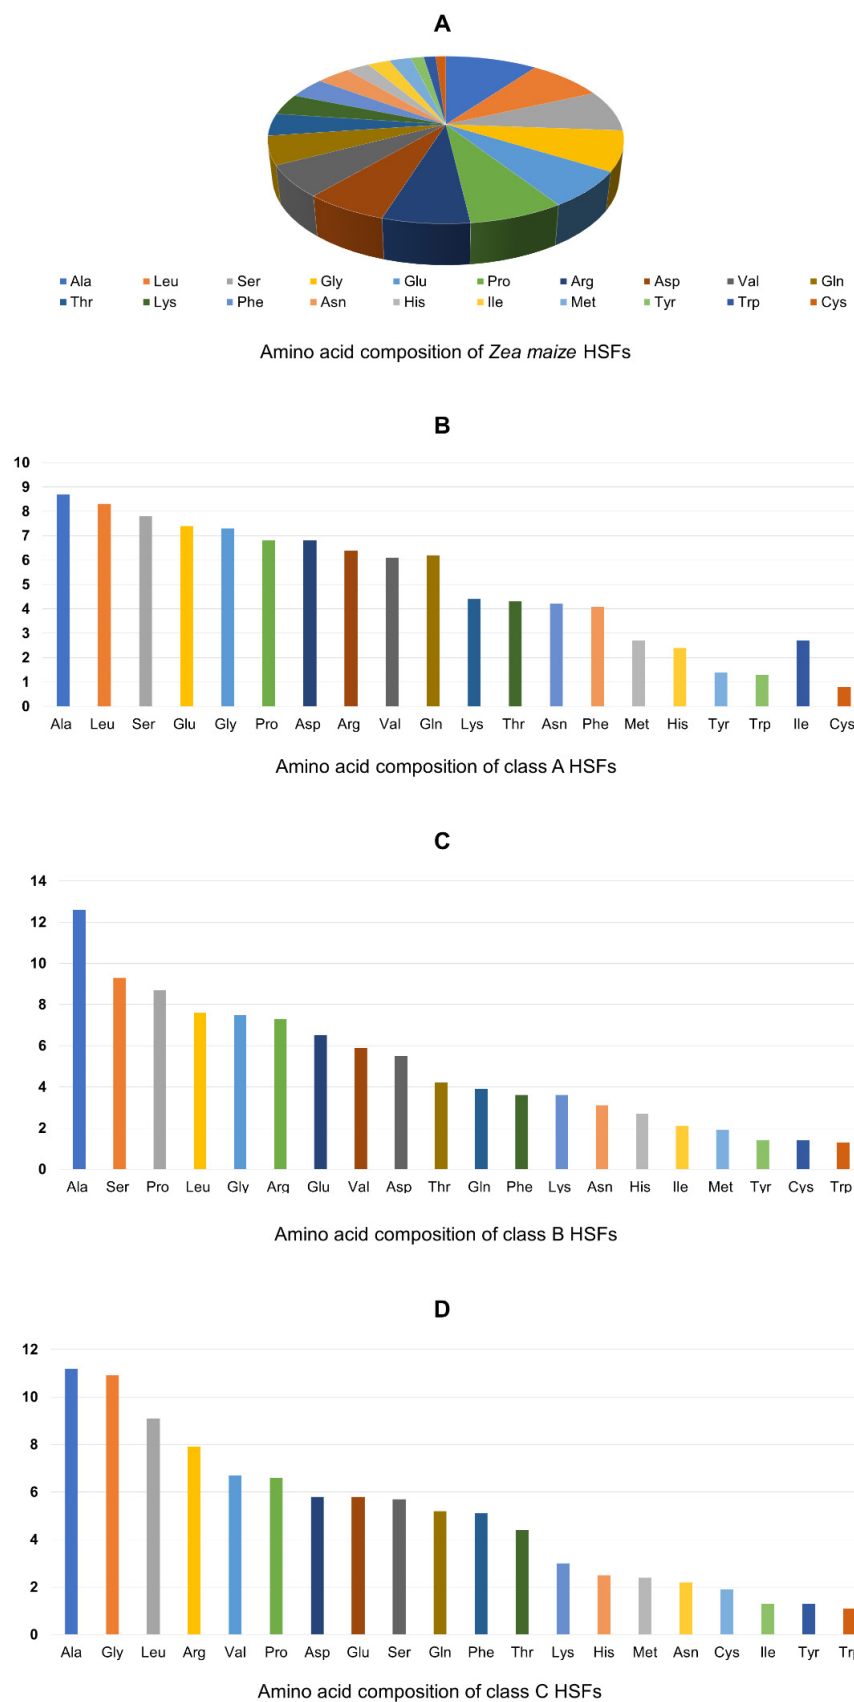 A
Ala Leu Ser Gly Glu Pro Arg Asp Val Gln
Thr Lys Phe Asn His Ile Met Tyr Trp Cys
Amino acid composition of Zea maize HSFs
B
10
9
8
7
6
5
4
3
2
1
0
Ala Leu Ser Glu Gly Pro Asp Arg Val Gln Lys Thr Asn Phe Met His Tyr Trp Ile Cys
Amino acid composition of class A HSFs
C
14
12
10
8
6
4
2
0
Ala Ser Pro Leu Gly Arg Glu Val Asp Thr Gln Phe Lys Asn His Ile Met Tyr Cys Trp
Amino acid composition of class B HSFs
D
12
10
8
6
4
2
0
Ala Gly Leu Arg Val Pro Asp Glu Ser Gln Phe Thr Lys His Met Asn Cys Ile Tyr Trp
Amino acid composition of class C HSFs